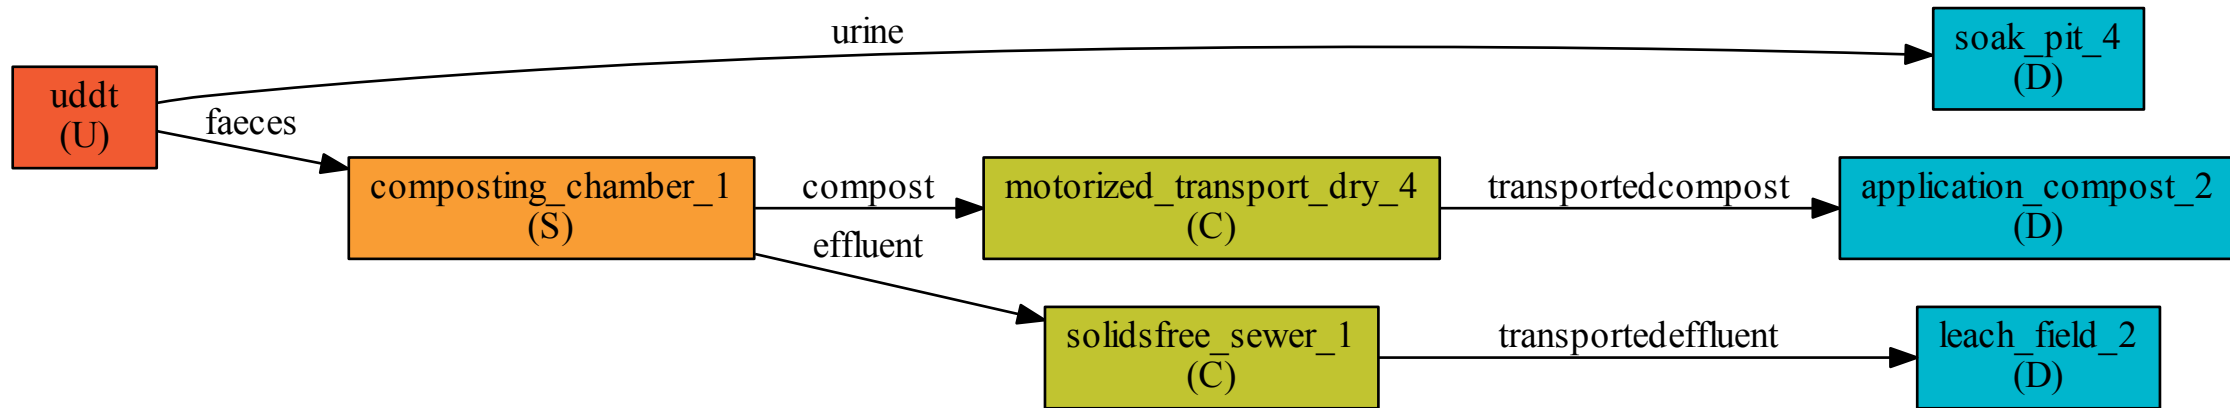 urine
soak_pit_4
(D)
uddt
(U)
faeces
composting_chamber_1
(S)
compost
motorized_transport_dry_4
(C)
transportedcompost
application_compost_2
(D)
effluent
solidsfree_sewer_1
(C)
transportedeffluent
leach_field_2
(D)